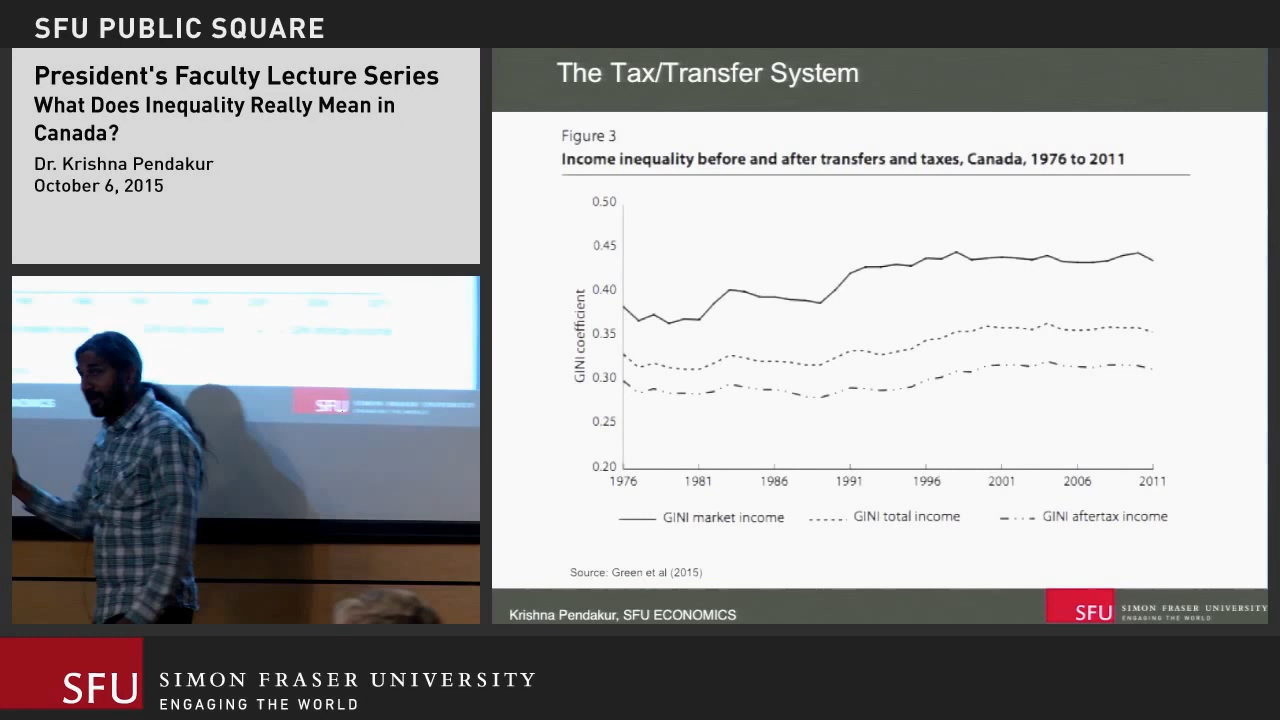 SFU PUBLIC SQUARE
President's Faculty Lecture Series
What Does Inequality Really Mean in
Canada?
Dr. Krishna Pendakur
October 6, 2015
SFU
The Tax/Transfer System
Figure 3
Income inequality before and after transfers and taxes, Canada, 1976 to 2011
0.50
0.45
0.40
0.35
0.30
0.25
0.20
GINI coefficient
1976 1981 1986 1991 1996 2001 2006 2011
GINI market income GINI total income GINI aftertax income
Source: Green et al (2015)
Krishna Pendakur, SFU ECONOMICS
SFU SIMON FRASER UNIVERSITY
ENGAGING THE WORLD
SFU SIMON FRASER UNIVERSITY
ENGAGING THE WORLD